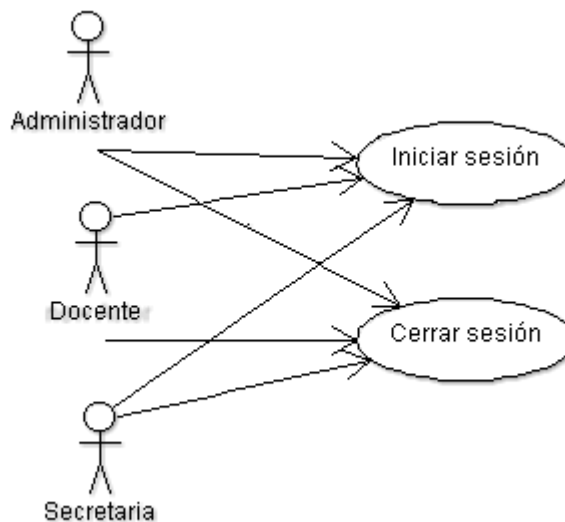 Administrador
Iniciar sesión
Docente
Cerrar sesión
Secretaria